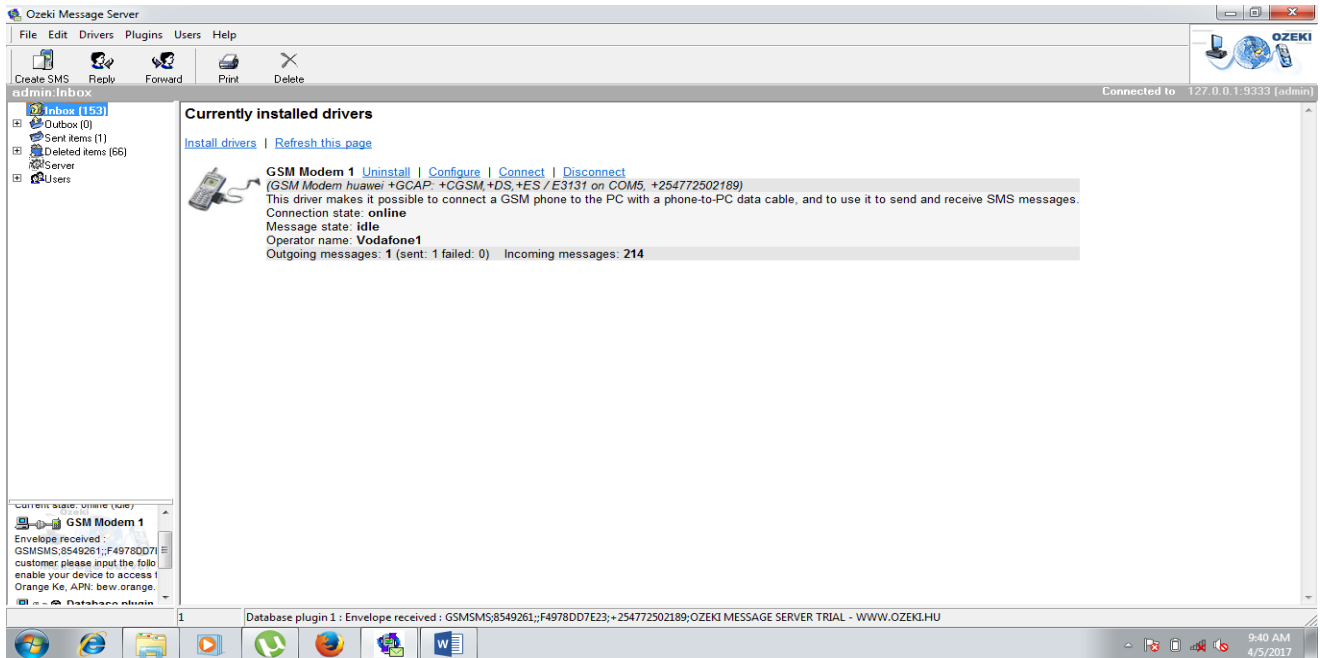 Ozeki Message Server
File Edit Drivers Plugins Users Help
OZEKI
Create SMS Reply Forward Print Delete
admin:Inbox Connected to 127.0.0.1:9333 (admin)
Inbox (153)
Outbox (0)
Sent items (1)
Deleted items (66)
Server
Users
Currently installed drivers
Install drivers | Refresh this page
GSM Modem 1 Uninstall | Configure | Connect | Disconnect
(GSM Modem huawei +GCAP: +CGSM,+DS,+ES / E3131 on COM5, +254772502189)
This driver makes it possible to connect a GSM phone to the PC with a phone-to-PC data cable, and to use it to send and receive SMS messages.
Connection state: online
Message state: idle
Operator name: Vodafone1
Outgoing messages: 1 (sent: 1 failed: 0) Incoming messages: 214
Current state: online (idle)
GSM Modem 1
Envelope received :
GSMSMS;8549261;;F4978DD7
customer please input the follo
enable your device to access
Orange Ke, APN: bew.orange.
Database plugin
1 Database plugin 1 : Envelope received : GSMSMS;8549261;;F4978DD7E23;+254772502189;OZEKI MESSAGE SERVER TRIAL - WWW.OZEKI.HU
9:40 AM
4/5/2017